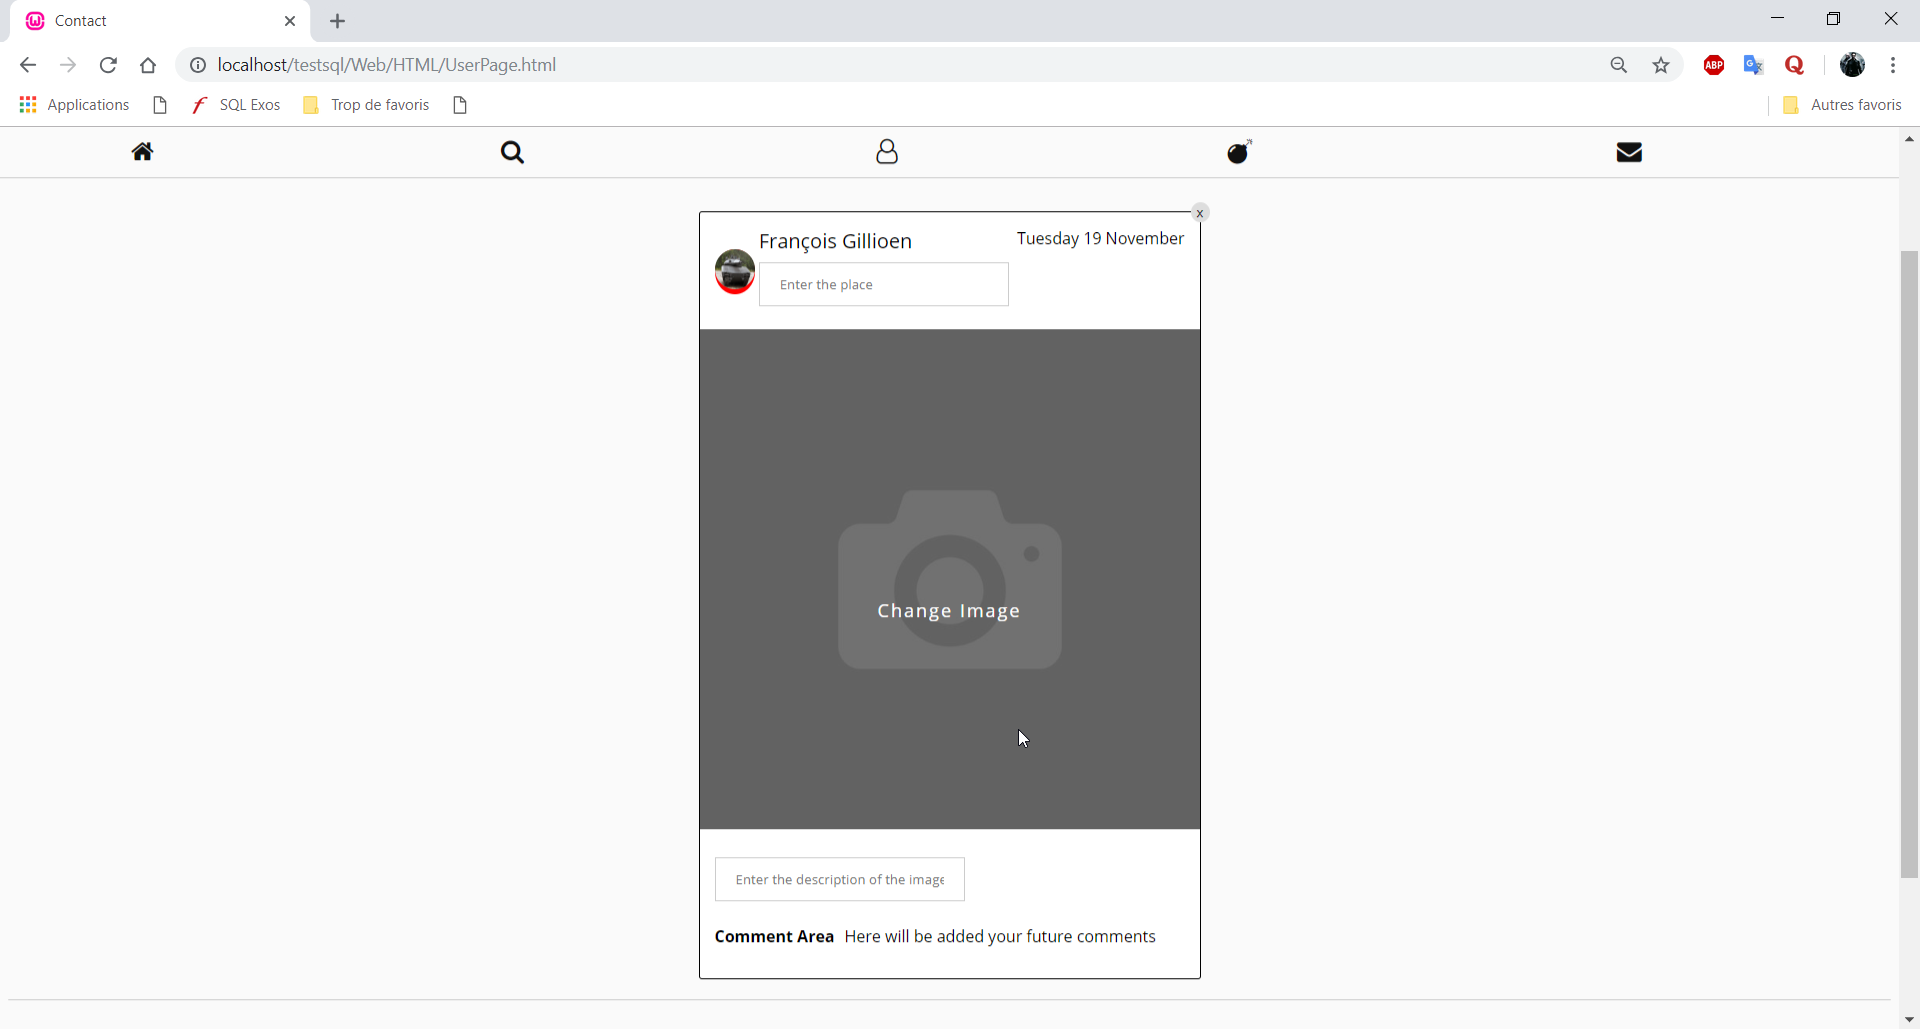 Contact
localhost/testsql/Web/HTML/UserPage.html
ABP
G
Q
Applications
SQL Exos
Trop de favoris
Autres favoris
x
François Gillioen
Tuesday 19 November
Enter the place
Change Image
Enter the description of the image
Comment Area Here will be added your future comments